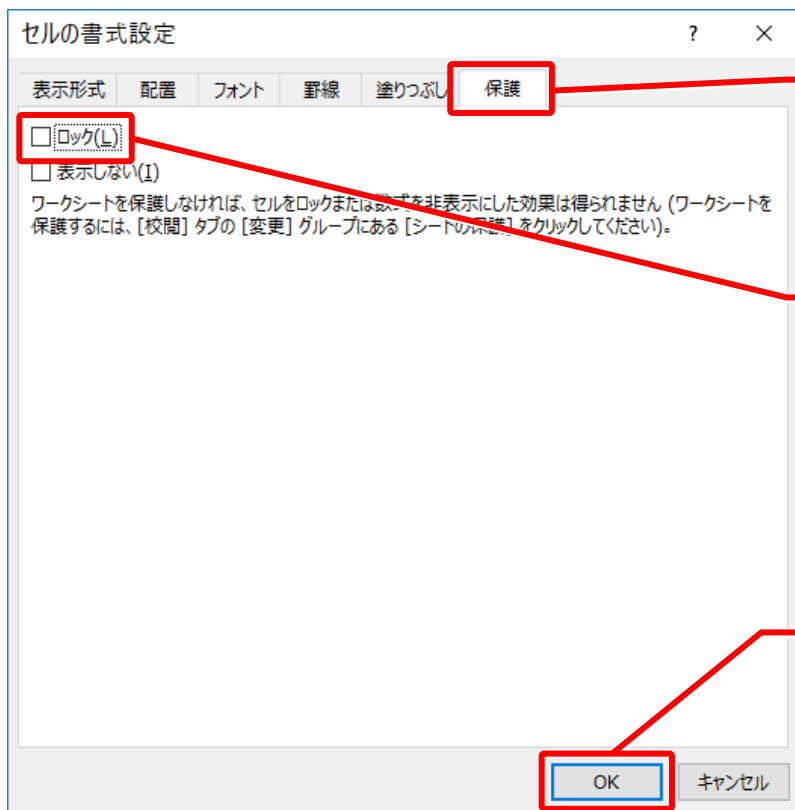 セルの書式設定
?
×
表示形式 配置 フォント 罫線 塗りつぶし 保護
ロック(L)
表示しない(I)
ワークシートを保護しなければ、セルをロックまたは数式を非表示にした効果は得られません (ワークシートを
保護するには、[校閲] タブの [変更] グループにある [シートの保護] をクリックしてください)。
OK キャンセル